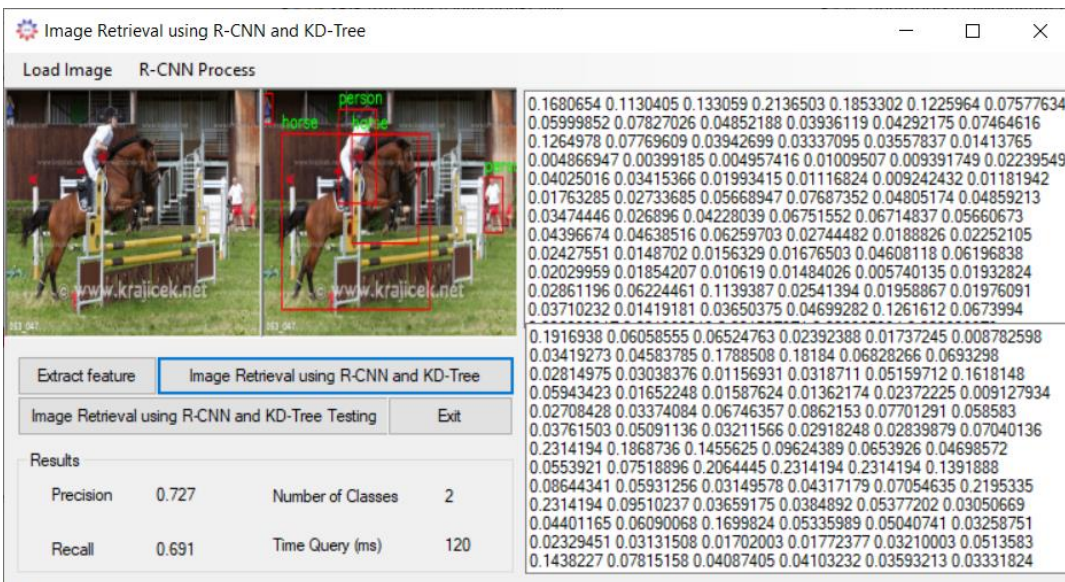 Image Retrieval using R-CNN and KD-Tree
Load Image R-CNN Process
person
horse
horse
www.krajicek.net
© www.krajicek.net
0.1680654 0.1130405 0.133059 0.2136503 0.1853302 0.1225964 0.07577634
0.05999852 0.07827026 0.04852188 0.03936119 0.04292175 0.07464616
0.1264978 0.07769609 0.03942699 0.03337095 0.03557837 0.01413765
0.004866947 0.00399185 0.004957416 0.01009507 0.009391749 0.02239549
0.04025016 0.03415366 0.01993415 0.01116824 0.009242432 0.01181942
0.01763285 0.02733685 0.05668947 0.07687352 0.04805174 0.04859213
0.03474446 0.026896 0.04228039 0.06751552 0.06714837 0.05660673
0.04396674 0.04638516 0.06259703 0.02744482 0.0188826 0.02252105
0.02427551 0.0148702 0.0156329 0.01676503 0.04608118 0.06196838
0.02029959 0.01854207 0.010619 0.01484026 0.005740135 0.01932824
0.02861196 0.06224461 0.1139387 0.02541394 0.01958867 0.01976091
0.03710232 0.01419181 0.03650375 0.04699282 0.1261612 0.0673994
0.1916938 0.06058555 0.06524763 0.02392388 0.01737245 0.008782598
0.03419273 0.04583785 0.1788508 0.18184 0.06828266 0.0693298
0.02814975 0.03038376 0.01156931 0.0318711 0.05159712 0.1618148
0.05943423 0.01652248 0.01587624 0.01362174 0.02372225 0.009127934
0.02708428 0.03374084 0.06746357 0.0862153 0.07701291 0.058583
0.03761503 0.05091136 0.03211566 0.02918248 0.02839879 0.07040136
0.2314194 0.1868736 0.1455625 0.09624389 0.0653926 0.04698572
0.0553921 0.07518896 0.2064445 0.2314194 0.2314194 0.1391888
0.08644341 0.05931256 0.03149578 0.04317179 0.07054635 0.2195335
0.2314194 0.09510237 0.03659175 0.0384892 0.05377202 0.03050669
0.04401165 0.06090068 0.1699824 0.05335989 0.05040741 0.03258751
0.02329451 0.03131508 0.01702003 0.01772377 0.03210003 0.0513583
0.1438227 0.07815158 0.04087405 0.04103232 0.03593213 0.03331824
Extract feature Image Retrieval using R-CNN and KD-Tree
Image Retrieval using R-CNN and KD-Tree Testing Exit
Results
Precision 0.727 Number of Classes 2
Recall 0.691 Time Query (ms) 120